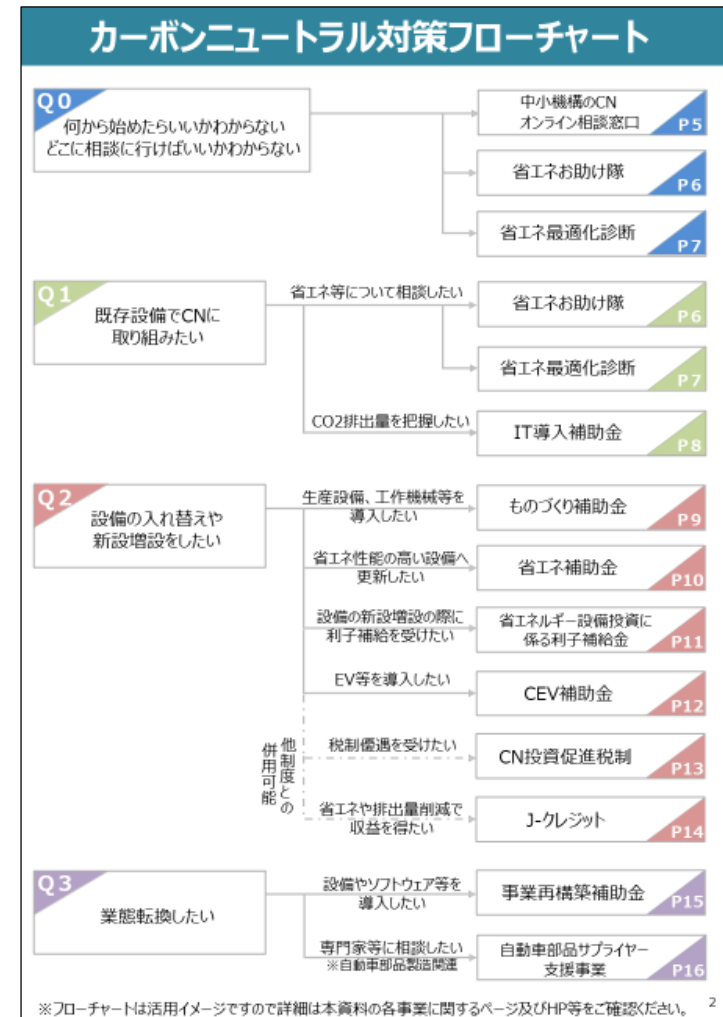 カーボンニュートラル対策フローチャート
Q0
何から始めたらいいかわからない
どこに相談に行けばいいかわからない
中小機構のCN
オンライン相談窓口
P5
省エネお助け隊
P6
省エネ最適化診断
P7
Q1
既存設備でCNに
取り組みたい
省エネ等について相談したい
省エネお助け隊
P6
省エネ最適化診断
P7
CO2排出量を把握したい
IT導入補助金
P8
Q2
設備の入れ替えや
新設増設をしたい
生産設備、工作機械等を
導入したい
ものづくり補助金
P9
省エネ性能の高い設備へ
更新したい
省エネ補助金
P10
設備の新設増設の際に
利子補給を受けたい
省エネルギー設備投資に
係る利子補給金
P11
EV等を導入したい
CEV補助金
P12
他制度との
併用可能
税制優遇を受けたい
CN投資促進税制
P13
省エネや排出量削減で
収益を得たい
J-クレジット
P14
Q3
業態転換したい
設備やソフトウェア等を
導入したい
事業再構築補助金
P15
専門家等に相談したい
※自動車部品製造関連
自動車部品サプライヤー
支援事業
P16
※フローチャートは活用イメージですので詳細は本資料の各事業に関するページ及びHP等をご確認ください。
2